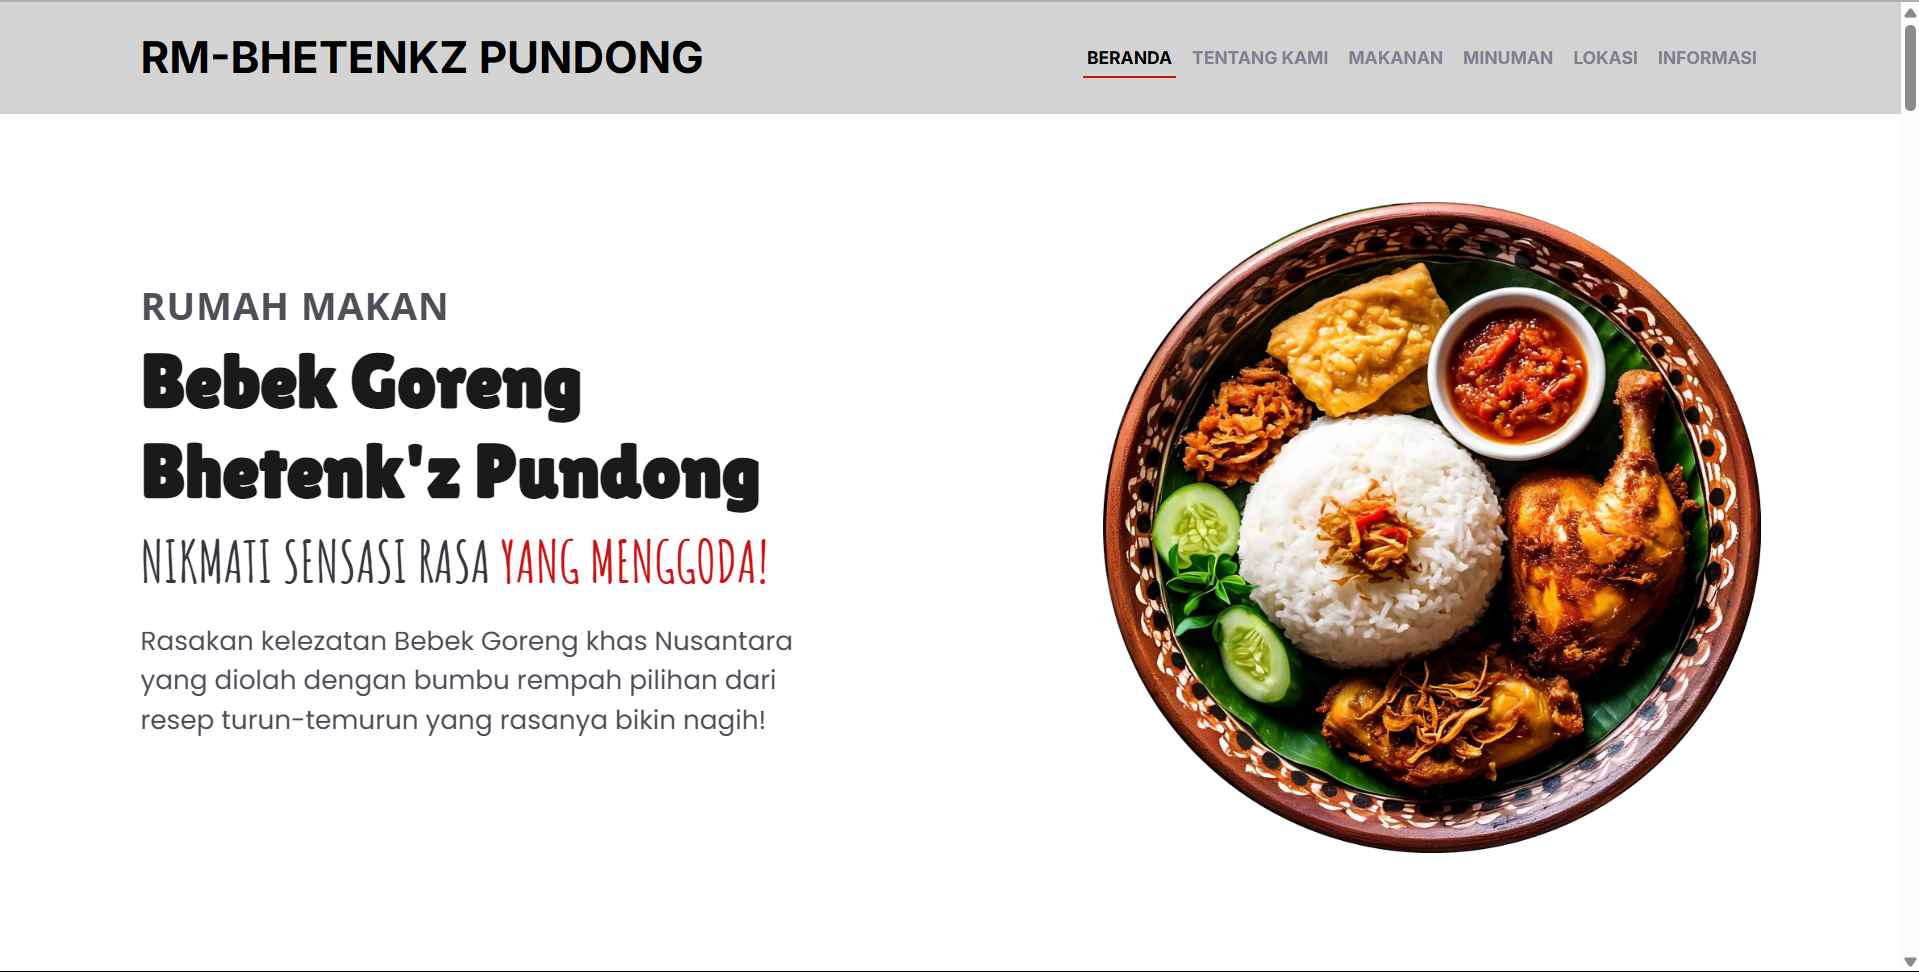 RM-BHETENKZ PUNDONG
BERANDA TENTANG KAMI MAKANAN MINUMAN LOKASI INFORMASI
RUMAH MAKAN
Bebek Goreng
Bhetenk'z Pundong
NIKMATI SENSASI RASA YANG MENGGODA!
Rasakan kelezatan Bebek Goreng khas Nusantara
yang diolah dengan bumbu rempah pilihan dari
resep turun-temurun yang rasanya bikin nagih!